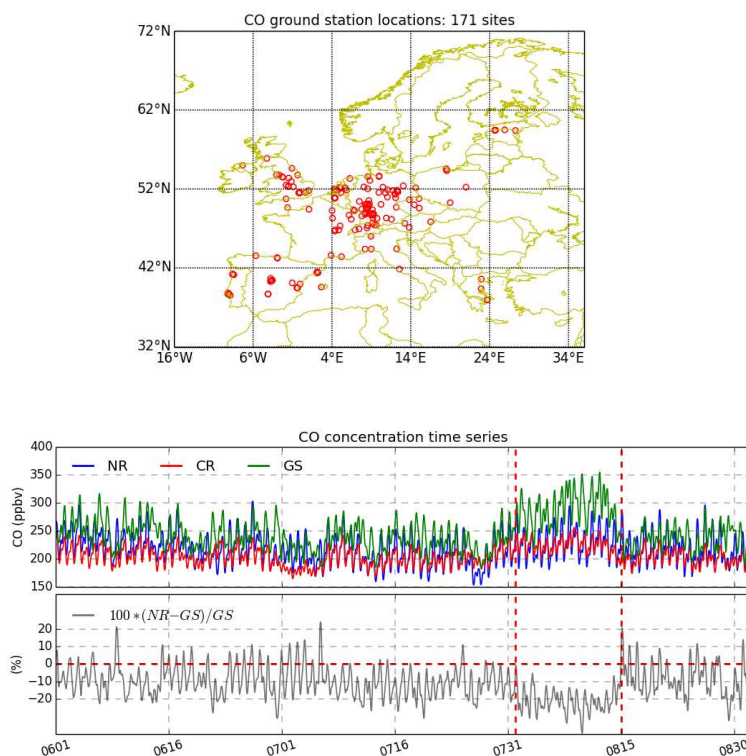 CO ground station locations: 171 sites
72°N
62°N
52°N
42°N
32°N
16°W 6°W 4°E 14°E 24°E 34°E
CO concentration time series
400
350
300
250
200
150
CO (ppbv)
NR CR GS
100*(NR−GS)/GS
20
10
0
−10
−20
(%)
0601 0616 0701 0716 0731 0815 0830